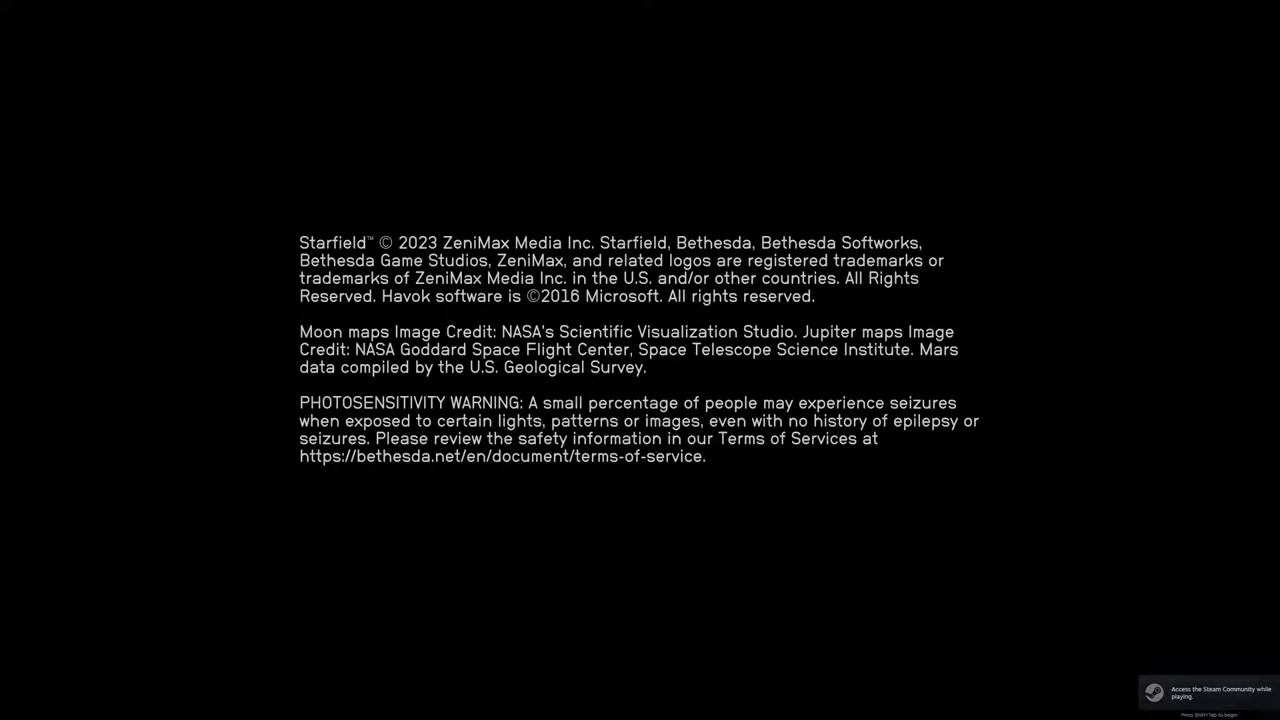 Starfield™ © 2023 ZeniMax Media Inc. Starfield, Bethesda, Bethesda Softworks,
Bethesda Game Studios, ZeniMax, and related logos are registered trademarks or
trademarks of ZeniMax Media Inc. in the U.S. and/or other countries. All Rights
Reserved. Havok software is ©2016 Microsoft. All rights reserved.
Moon maps Image Credit: NASA's Scientific Visualization Studio. Jupiter maps Image
Credit: NASA Goddard Space Flight Center, Space Telescope Science Institute. Mars
data compiled by the U.S. Geological Survey.
PHOTOSENSITIVITY WARNING: A small percentage of people may experience seizures
when exposed to certain lights, patterns or images, even with no history of epilepsy or
seizures. Please review the safety information in our Terms of Services at
https://bethesda.net/en/document/terms-of-service.
Access the Steam Community while
playing.
Press Shift+Tab to begin